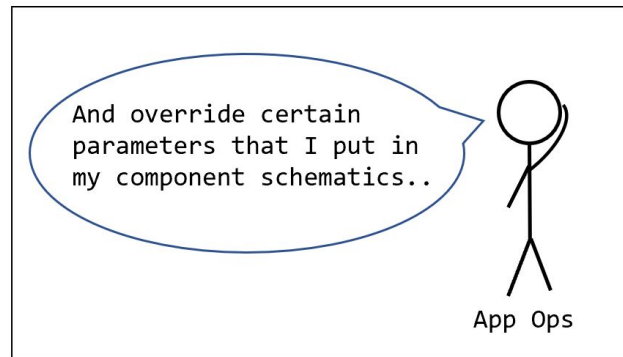 And override certain
parameters that I put in
my component schematics..
App Ops